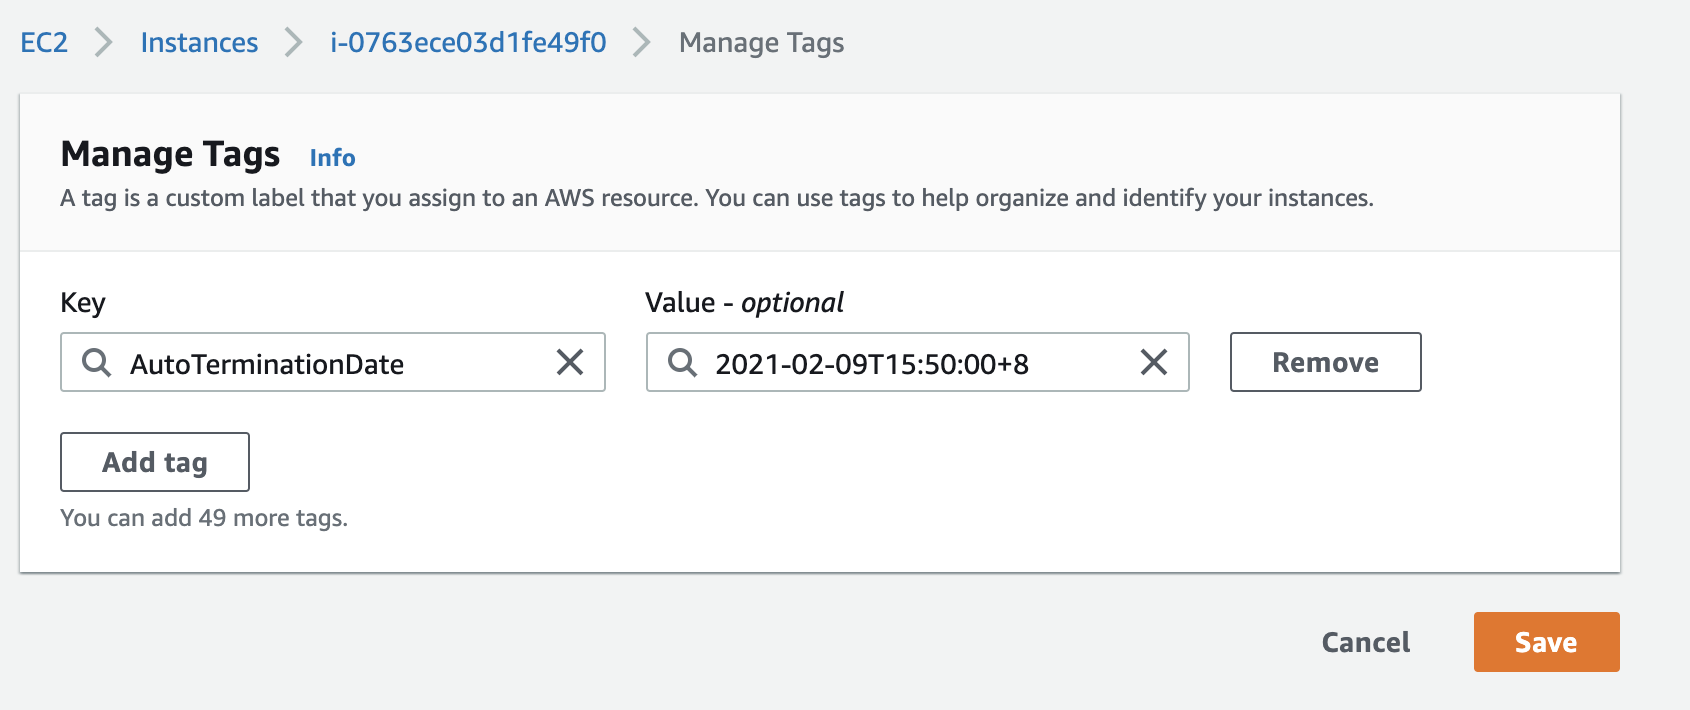 EC2 Instances i-0763ece03d1fe49f0 Manage Tags
Manage Tags Info
A tag is a custom label that you assign to an AWS resource. You can use tags to help organize and identify your instances.
Key Value - optional
AutoTerminationDate 2021-02-09T15:50:00+8 Remove
Add tag
You can add 49 more tags.
Cancel Save